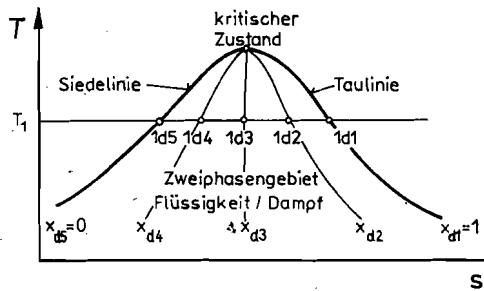 T
kritischer
Zustand
Siedelinie
Taulinie
T1
1d5 1d4 1d3 1d2 1d1
Zweiphasengebiet
Flüssigkeit / Dampf
xd5=0 xd4 xd3 xd2 xd1=1
s